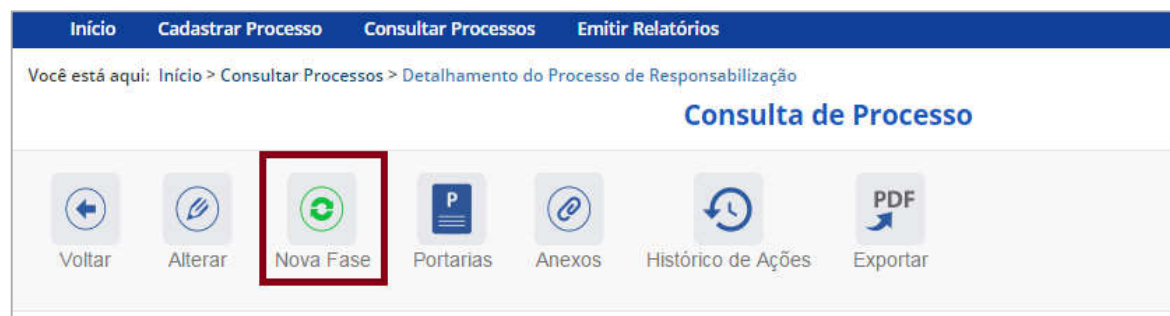 Início Cadastrar Processo Consultar Processos Emitir Relatórios
Você está aqui: Início > Consultar Processos > Detalhamento do Processo de Responsabilização
Consulta de Processo
P PDF
Voltar Alterar Nova Fase Portarias Anexos Histórico de Ações Exportar